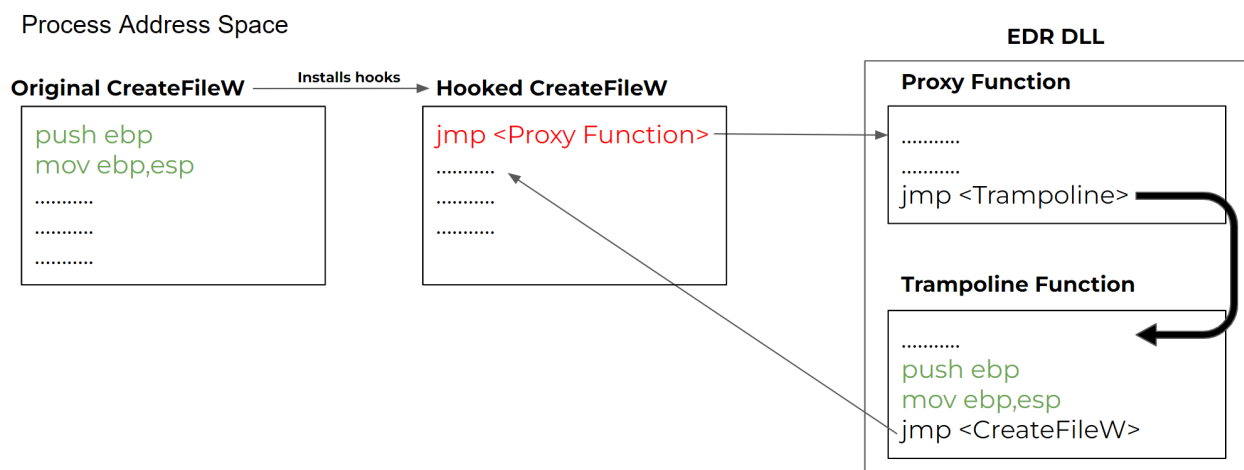 Process Address Space
Original CreateFileW
Installs hooks
Hooked CreateFileW
EDR DLL
push ebp
mov ebp,esp
...........
...........
...........
jmp <Proxy Function>
...........
...........
...........
Proxy Function
...........
...........
jmp <Trampoline>
Trampoline Function
...........
push ebp
mov ebp,esp
jmp <CreateFileW>